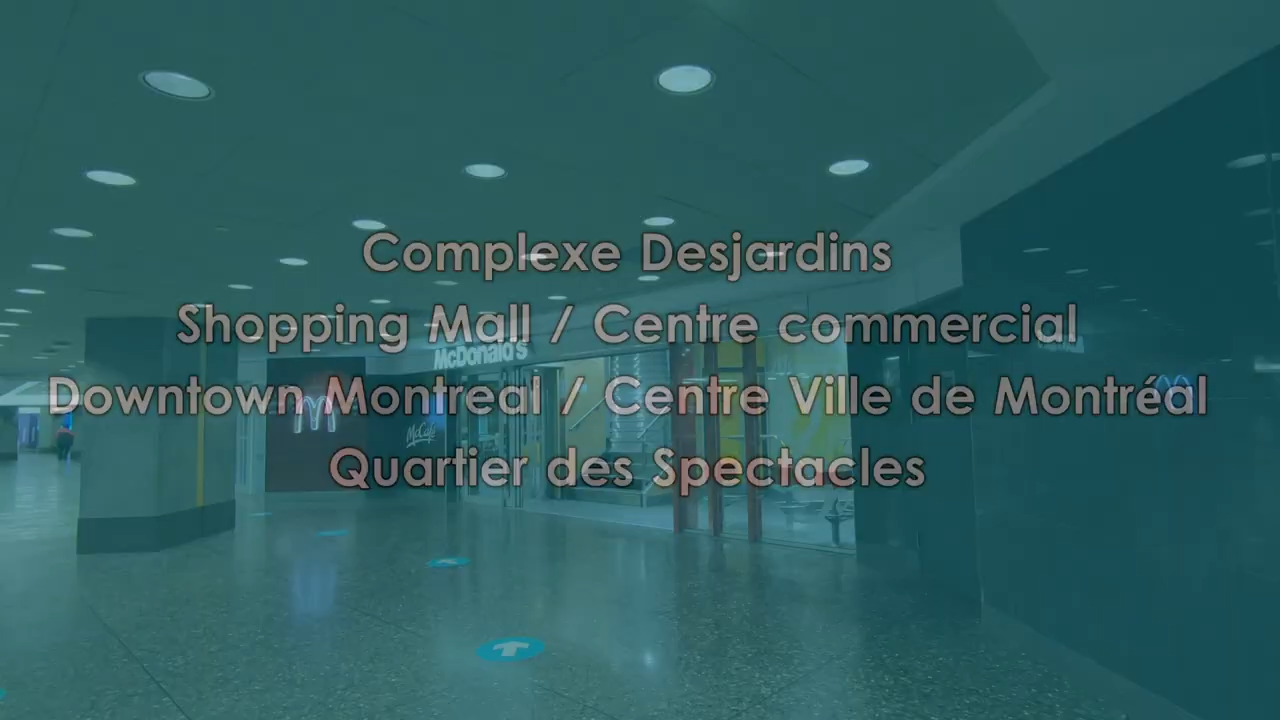 Complexe Desjardins
Shopping Mall / Centre commercial
McDonald's
Downtown Montreal / Centre Ville de Montréal
McCafé
Quartier des Spectacles